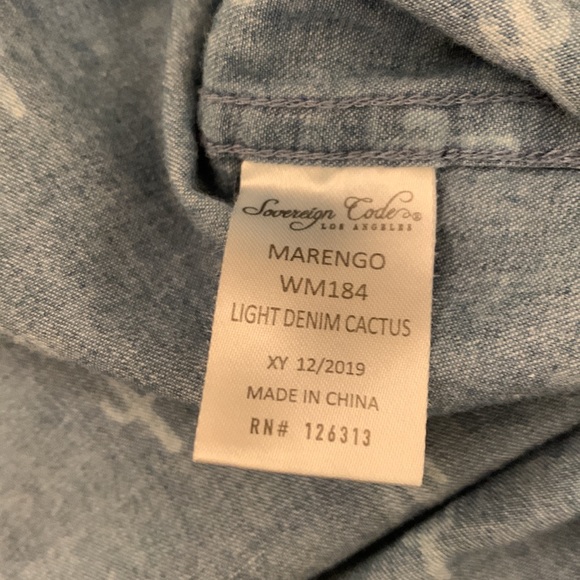 Sovereign Code®
LOS ANGELES
MARENGO
WM184
LIGHT DENIM CACTUS
XY 12/2019
MADE IN CHINA
RN# 126313